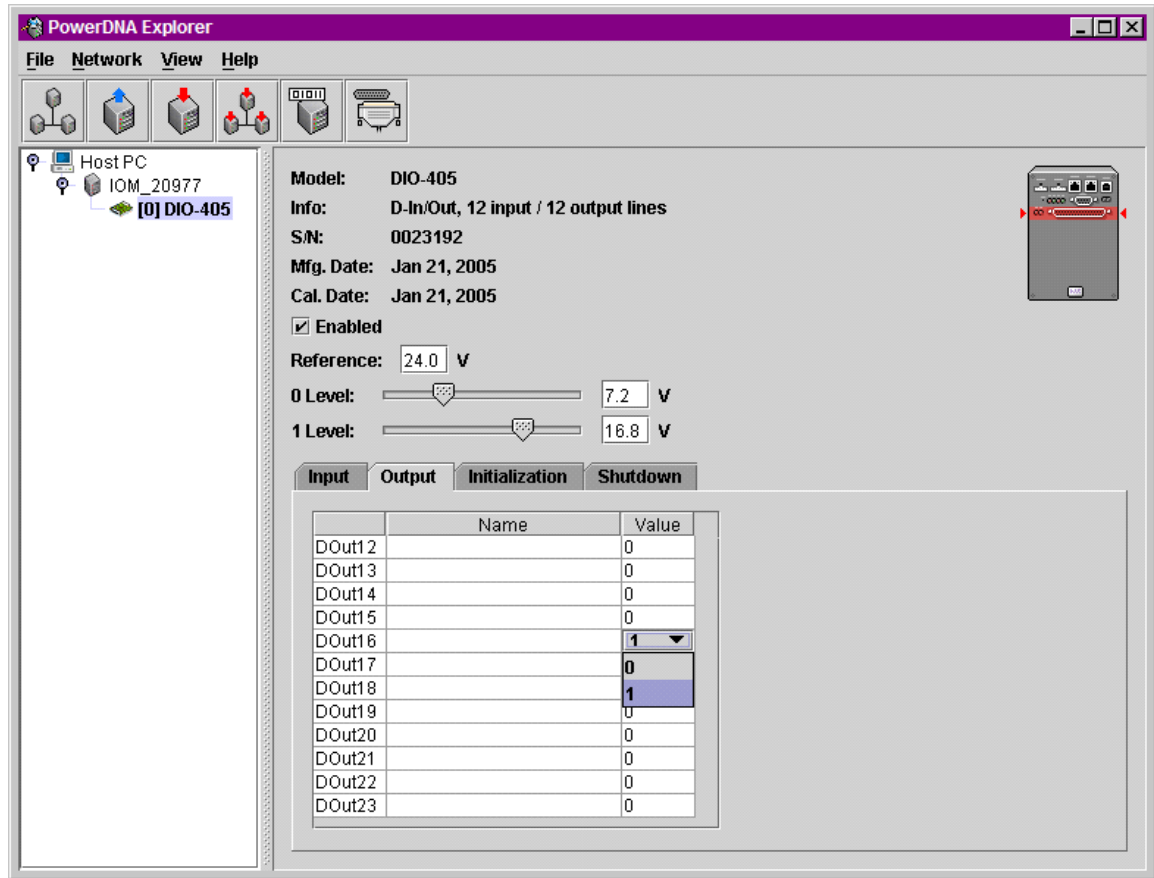 PowerDNA Explorer
File Network View Help
01011
Host PC
IOM_20977
[0] DIO-405
Model: DIO-405
Info: D-In/Out, 12 input / 12 output lines
S/N: 0023192
Mfg. Date: Jan 21, 2005
Cal. Date: Jan 21, 2005
Enabled
Reference: 24.0 V
0 Level: 7.2 V
1 Level: 16.8 V
Input Output Initialization Shutdown
Name Value
DOut12 0
DOut13 0
DOut14 0
DOut15 0
DOut16 1
DOut17 0
DOut18 1
DOut19 0
DOut20 0
DOut21 0
DOut22 0
DOut23 0